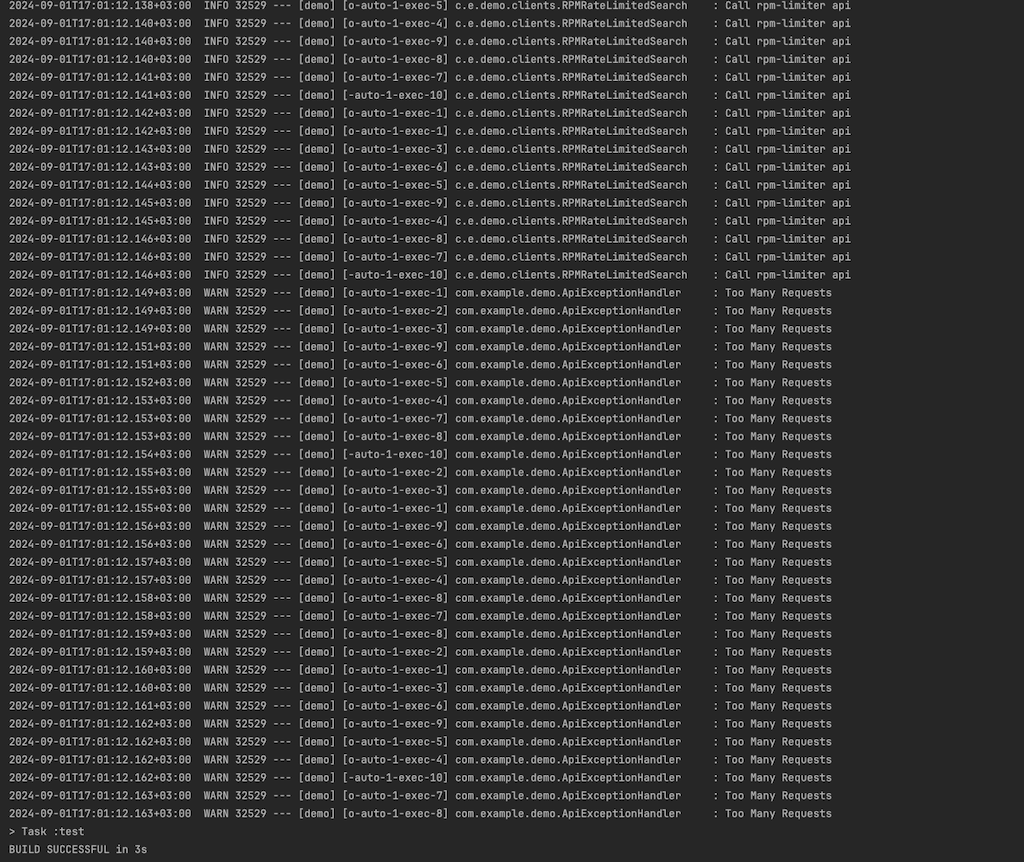 2024-09-01T17:01:12.138+03:00  INFO 32529 --- [demo] [o-auto-1-exec-5] c.e.demo.clients.RPMRateLimitedSearch    : Call rpm-limiter api
2024-09-01T17:01:12.140+03:00  INFO 32529 --- [demo] [o-auto-1-exec-4] c.e.demo.clients.RPMRateLimitedSearch    : Call rpm-limiter api
2024-09-01T17:01:12.140+03:00  INFO 32529 --- [demo] [o-auto-1-exec-9] c.e.demo.clients.RPMRateLimitedSearch    : Call rpm-limiter api
2024-09-01T17:01:12.140+03:00  INFO 32529 --- [demo] [o-auto-1-exec-8] c.e.demo.clients.RPMRateLimitedSearch    : Call rpm-limiter api
2024-09-01T17:01:12.141+03:00  INFO 32529 --- [demo] [o-auto-1-exec-7] c.e.demo.clients.RPMRateLimitedSearch    : Call rpm-limiter api
2024-09-01T17:01:12.141+03:00  INFO 32529 --- [demo] [-auto-1-exec-10] c.e.demo.clients.RPMRateLimitedSearch    : Call rpm-limiter api
2024-09-01T17:01:12.142+03:00  INFO 32529 --- [demo] [o-auto-1-exec-1] c.e.demo.clients.RPMRateLimitedSearch    : Call rpm-limiter api
2024-09-01T17:01:12.142+03:00  INFO 32529 --- [demo] [o-auto-1-exec-1] c.e.demo.clients.RPMRateLimitedSearch    : Call rpm-limiter api
2024-09-01T17:01:12.143+03:00  INFO 32529 --- [demo] [o-auto-1-exec-3] c.e.demo.clients.RPMRateLimitedSearch    : Call rpm-limiter api
2024-09-01T17:01:12.143+03:00  INFO 32529 --- [demo] [o-auto-1-exec-6] c.e.demo.clients.RPMRateLimitedSearch    : Call rpm-limiter api
2024-09-01T17:01:12.144+03:00  INFO 32529 --- [demo] [o-auto-1-exec-5] c.e.demo.clients.RPMRateLimitedSearch    : Call rpm-limiter api
2024-09-01T17:01:12.145+03:00  INFO 32529 --- [demo] [o-auto-1-exec-9] c.e.demo.clients.RPMRateLimitedSearch    : Call rpm-limiter api
2024-09-01T17:01:12.145+03:00  INFO 32529 --- [demo] [o-auto-1-exec-4] c.e.demo.clients.RPMRateLimitedSearch    : Call rpm-limiter api
2024-09-01T17:01:12.146+03:00  INFO 32529 --- [demo] [o-auto-1-exec-8] c.e.demo.clients.RPMRateLimitedSearch    : Call rpm-limiter api
2024-09-01T17:01:12.146+03:00  INFO 32529 --- [demo] [o-auto-1-exec-7] c.e.demo.clients.RPMRateLimitedSearch    : Call rpm-limiter api
2024-09-01T17:01:12.146+03:00  INFO 32529 --- [demo] [-auto-1-exec-10] c.e.demo.clients.RPMRateLimitedSearch    : Call rpm-limiter api
2024-09-01T17:01:12.149+03:00  WARN 32529 --- [demo] [o-auto-1-exec-1] com.example.demo.ApiExceptionHandler     : Too Many Requests
2024-09-01T17:01:12.149+03:00  WARN 32529 --- [demo] [o-auto-1-exec-2] com.example.demo.ApiExceptionHandler     : Too Many Requests
2024-09-01T17:01:12.149+03:00  WARN 32529 --- [demo] [o-auto-1-exec-3] com.example.demo.ApiExceptionHandler     : Too Many Requests
2024-09-01T17:01:12.151+03:00  WARN 32529 --- [demo] [o-auto-1-exec-9] com.example.demo.ApiExceptionHandler     : Too Many Requests
2024-09-01T17:01:12.151+03:00  WARN 32529 --- [demo] [o-auto-1-exec-6] com.example.demo.ApiExceptionHandler     : Too Many Requests
2024-09-01T17:01:12.152+03:00  WARN 32529 --- [demo] [o-auto-1-exec-5] com.example.demo.ApiExceptionHandler     : Too Many Requests
2024-09-01T17:01:12.153+03:00  WARN 32529 --- [demo] [o-auto-1-exec-4] com.example.demo.ApiExceptionHandler     : Too Many Requests
2024-09-01T17:01:12.153+03:00  WARN 32529 --- [demo] [o-auto-1-exec-7] com.example.demo.ApiExceptionHandler     : Too Many Requests
2024-09-01T17:01:12.153+03:00  WARN 32529 --- [demo] [o-auto-1-exec-8] com.example.demo.ApiExceptionHandler     : Too Many Requests
2024-09-01T17:01:12.154+03:00  WARN 32529 --- [demo] [-auto-1-exec-10] com.example.demo.ApiExceptionHandler     : Too Many Requests
2024-09-01T17:01:12.155+03:00  WARN 32529 --- [demo] [o-auto-1-exec-2] com.example.demo.ApiExceptionHandler     : Too Many Requests
2024-09-01T17:01:12.155+03:00  WARN 32529 --- [demo] [o-auto-1-exec-3] com.example.demo.ApiExceptionHandler     : Too Many Requests
2024-09-01T17:01:12.155+03:00  WARN 32529 --- [demo] [o-auto-1-exec-1] com.example.demo.ApiExceptionHandler     : Too Many Requests
2024-09-01T17:01:12.156+03:00  WARN 32529 --- [demo] [o-auto-1-exec-9] com.example.demo.ApiExceptionHandler     : Too Many Requests
2024-09-01T17:01:12.156+03:00  WARN 32529 --- [demo] [o-auto-1-exec-6] com.example.demo.ApiExceptionHandler     : Too Many Requests
2024-09-01T17:01:12.157+03:00  WARN 32529 --- [demo] [o-auto-1-exec-5] com.example.demo.ApiExceptionHandler     : Too Many Requests
2024-09-01T17:01:12.157+03:00  WARN 32529 --- [demo] [o-auto-1-exec-4] com.example.demo.ApiExceptionHandler     : Too Many Requests
2024-09-01T17:01:12.158+03:00  WARN 32529 --- [demo] [o-auto-1-exec-8] com.example.demo.ApiExceptionHandler     : Too Many Requests
2024-09-01T17:01:12.158+03:00  WARN 32529 --- [demo] [o-auto-1-exec-7] com.example.demo.ApiExceptionHandler     : Too Many Requests
2024-09-01T17:01:12.159+03:00  WARN 32529 --- [demo] [o-auto-1-exec-8] com.example.demo.ApiExceptionHandler     : Too Many Requests
2024-09-01T17:01:12.159+03:00  WARN 32529 --- [demo] [o-auto-1-exec-2] com.example.demo.ApiExceptionHandler     : Too Many Requests
2024-09-01T17:01:12.160+03:00  WARN 32529 --- [demo] [o-auto-1-exec-1] com.example.demo.ApiExceptionHandler     : Too Many Requests
2024-09-01T17:01:12.160+03:00  WARN 32529 --- [demo] [o-auto-1-exec-3] com.example.demo.ApiExceptionHandler     : Too Many Requests
2024-09-01T17:01:12.161+03:00  WARN 32529 --- [demo] [o-auto-1-exec-6] com.example.demo.ApiExceptionHandler     : Too Many Requests
2024-09-01T17:01:12.162+03:00  WARN 32529 --- [demo] [o-auto-1-exec-9] com.example.demo.ApiExceptionHandler     : Too Many Requests
2024-09-01T17:01:12.162+03:00  WARN 32529 --- [demo] [o-auto-1-exec-5] com.example.demo.ApiExceptionHandler     : Too Many Requests
2024-09-01T17:01:12.162+03:00  WARN 32529 --- [demo] [o-auto-1-exec-4] com.example.demo.ApiExceptionHandler     : Too Many Requests
2024-09-01T17:01:12.162+03:00  WARN 32529 --- [demo] [-auto-1-exec-10] com.example.demo.ApiExceptionHandler     : Too Many Requests
2024-09-01T17:01:12.163+03:00  WARN 32529 --- [demo] [o-auto-1-exec-7] com.example.demo.ApiExceptionHandler     : Too Many Requests
2024-09-01T17:01:12.163+03:00  WARN 32529 --- [demo] [o-auto-1-exec-8] com.example.demo.ApiExceptionHandler     : Too Many Requests
> Task :test
BUILD SUCCESSFUL in 3s